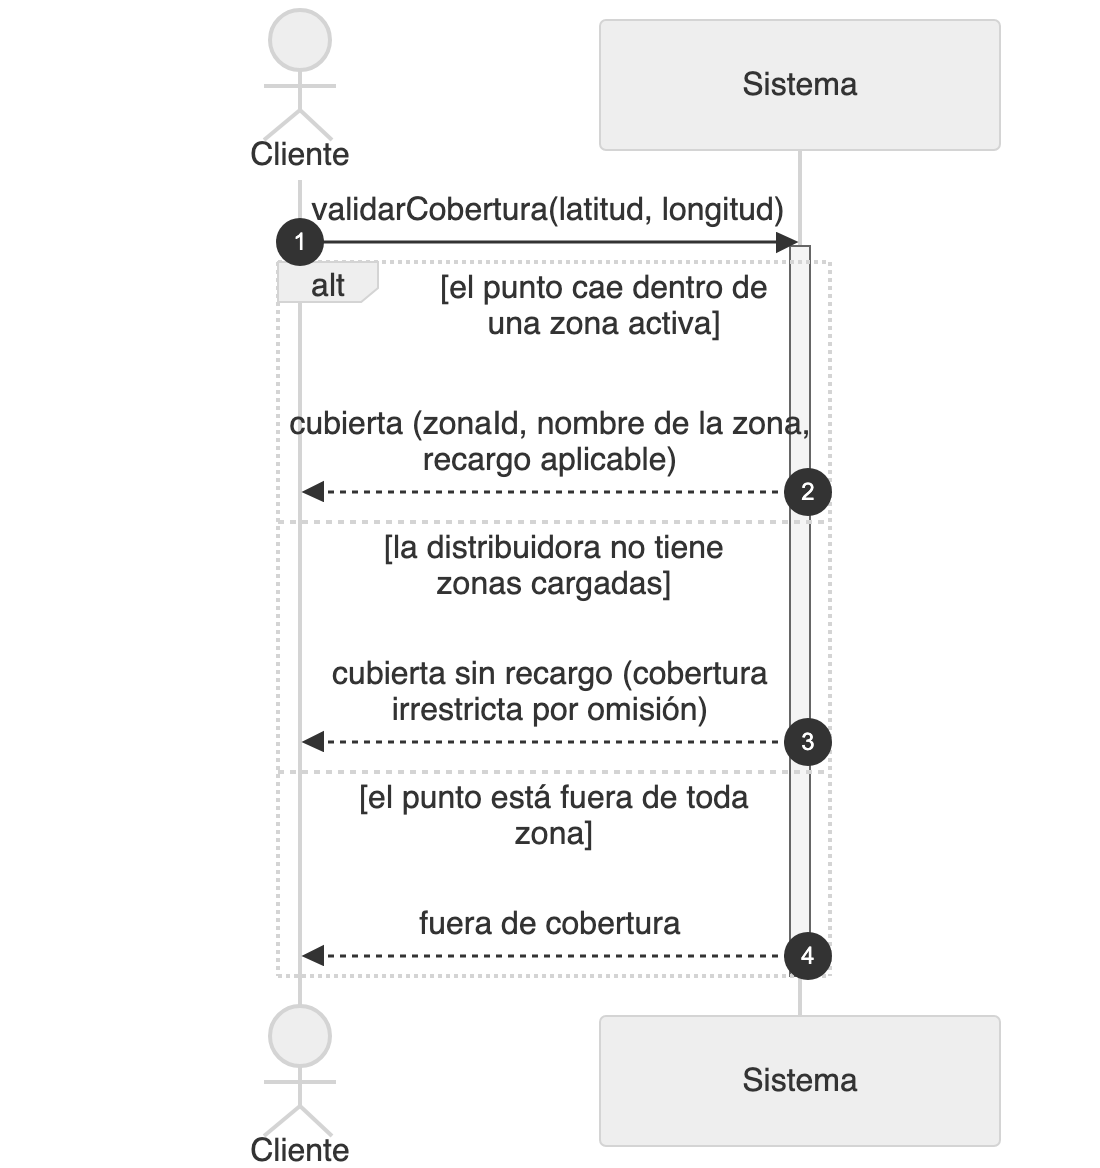 Cliente
Sistema
validarCobertura(latitud, longitud)
1
alt
[el punto cae dentro de
una zona activa]
cubierta (zonaId, nombre de la zona,
recargo aplicable)
2
[la distribuidora no tiene
zonas cargadas]
cubierta sin recargo (cobertura
irrestricta por omisión)
3
[el punto está fuera de toda
zona]
fuera de cobertura
4
Cliente
Sistema